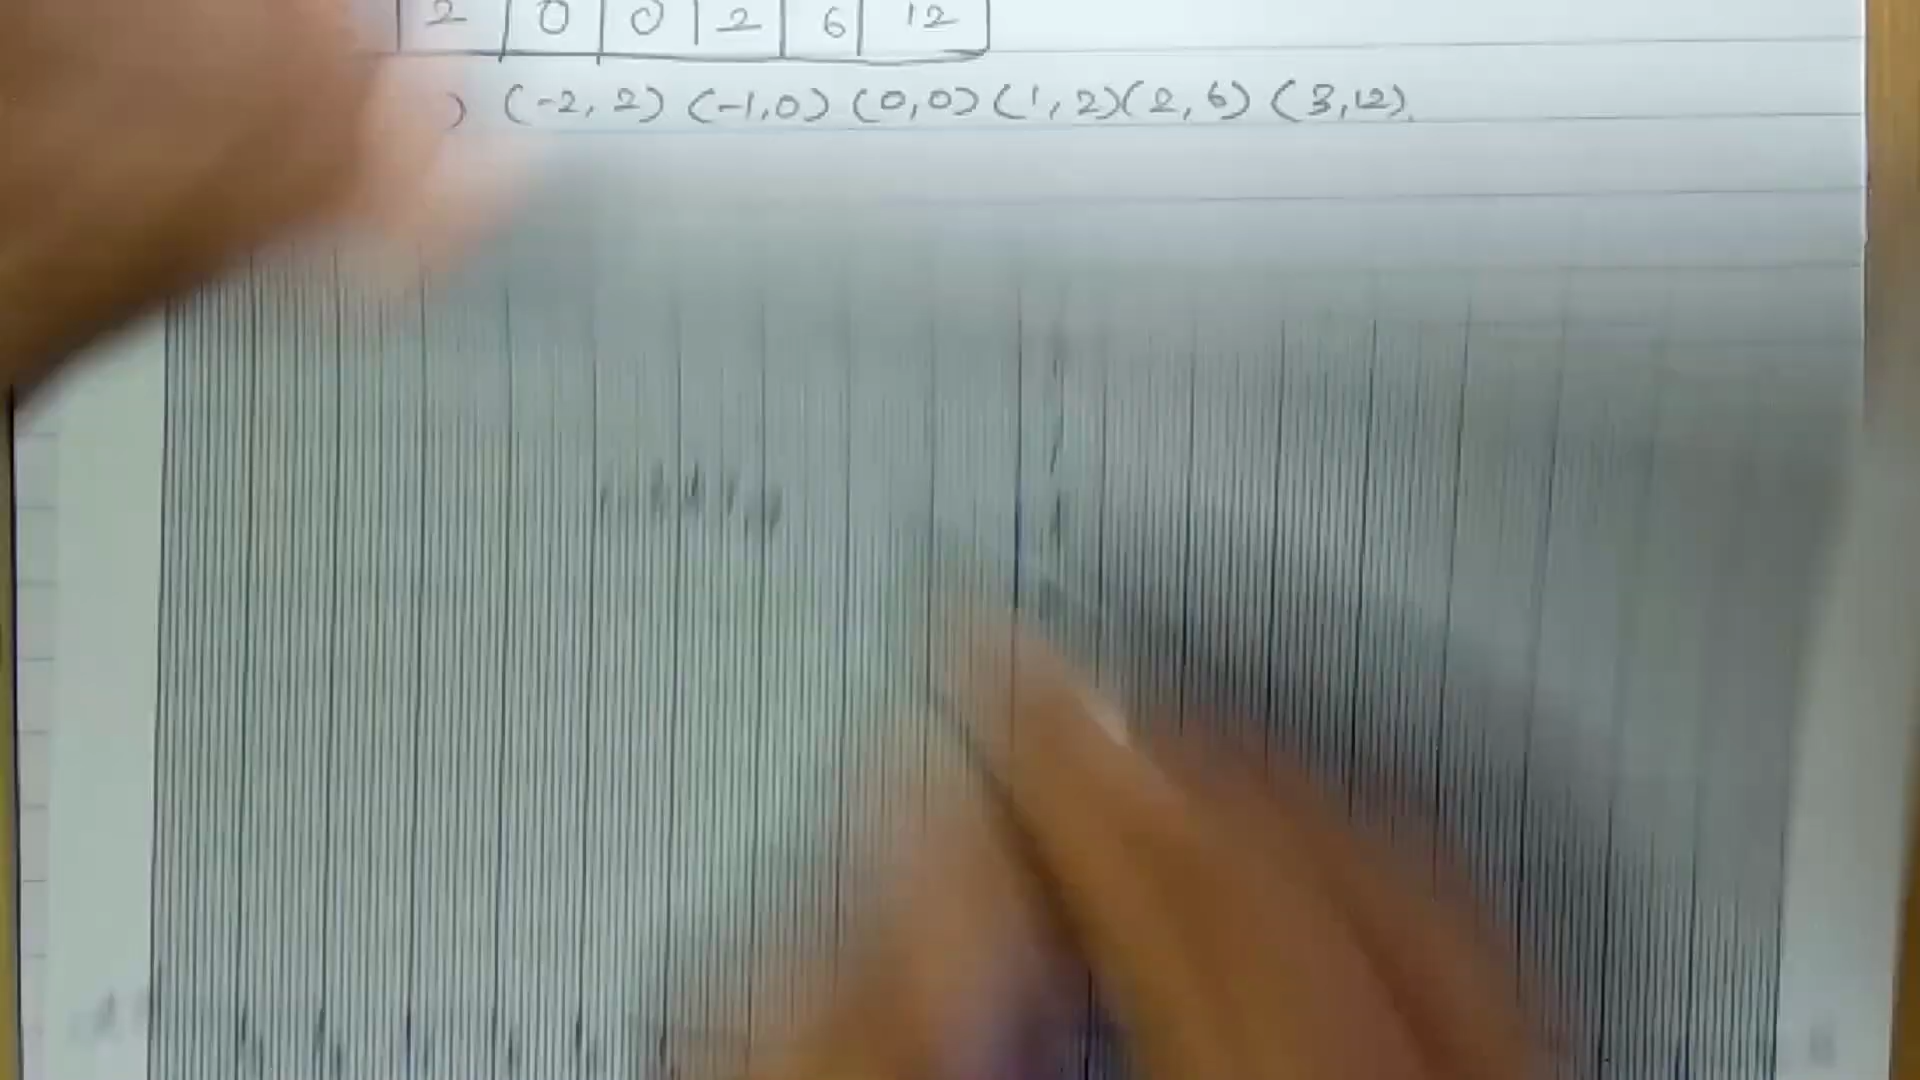 2 0 0 2 6 12
) (-2, 2) (-1,0) (0,0) (1, 2) (2, 6) (3,12).